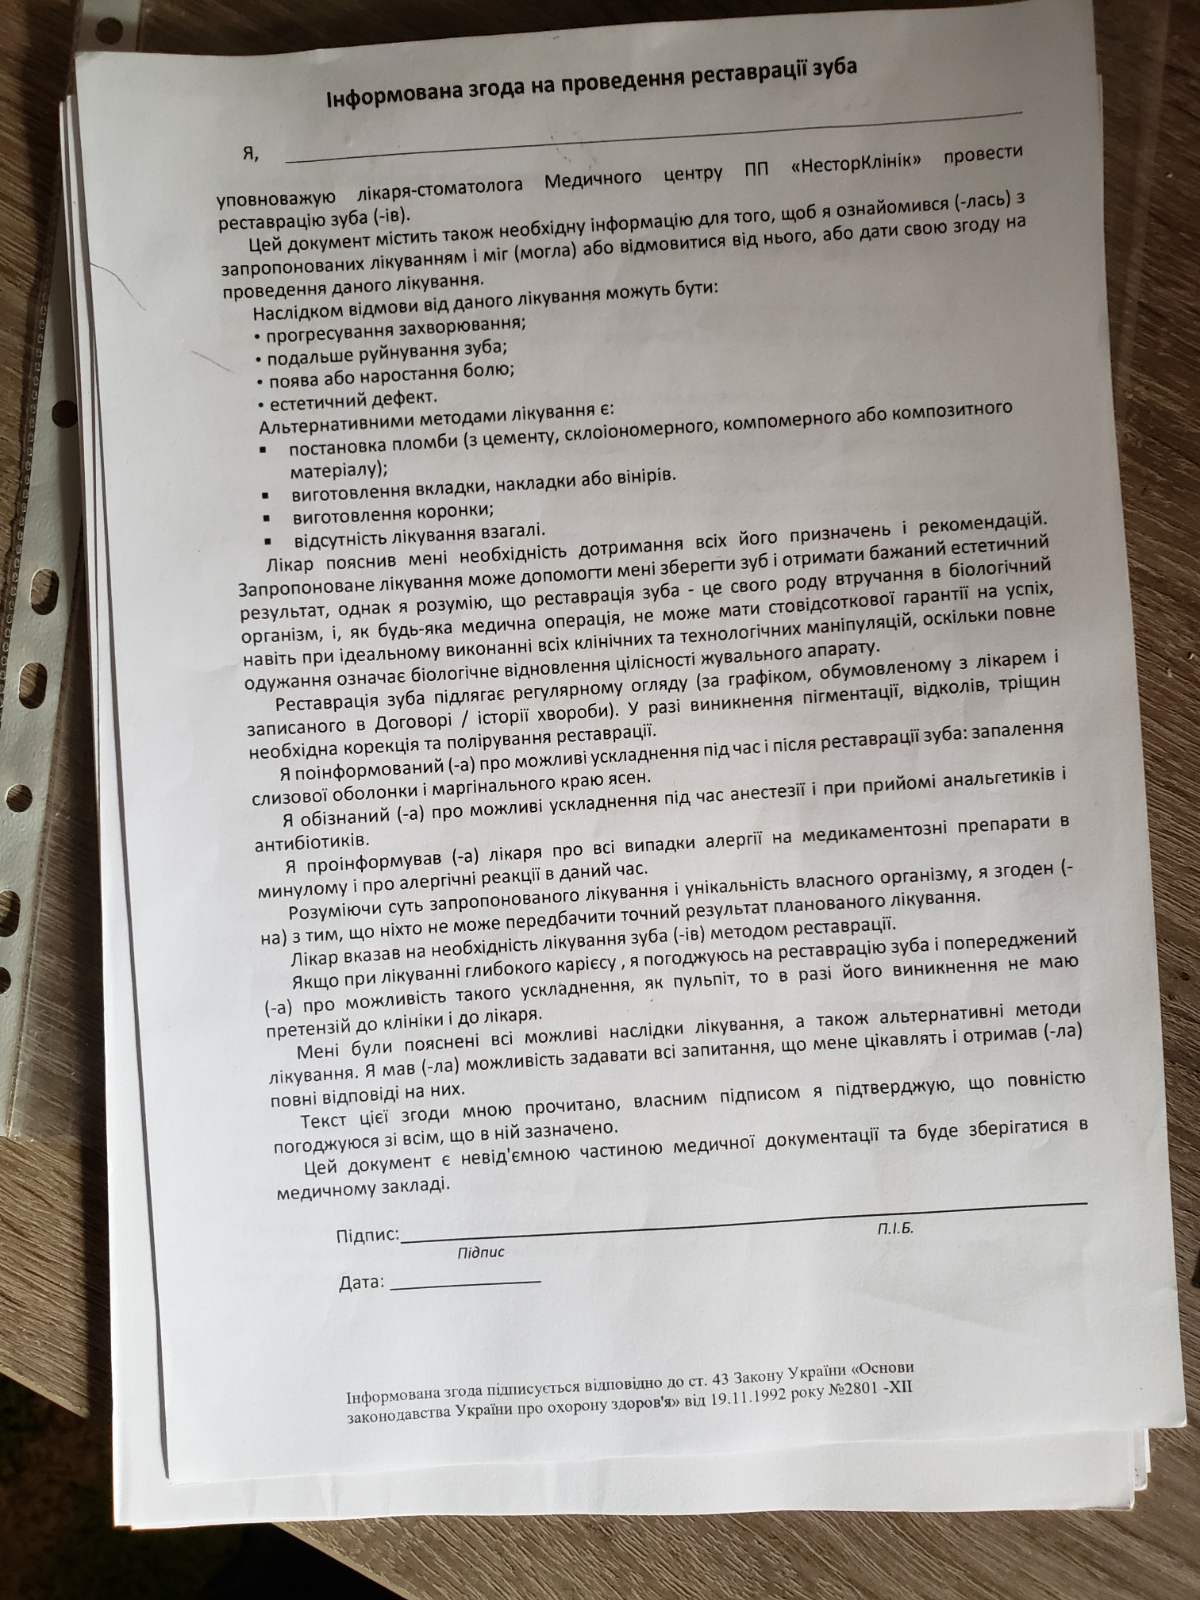 Інформована згода на проведення реставрації зуба
Я,
уповноважую лікаря-стоматолога Медичного центру ПП «НесторКлінік» провести
реставрацію зуба (-ів).
Цей документ містить також необхідну інформацію для того, щоб я ознайомився (-лась) з
запропонованих лікуванням і міг (могла) або відмовитися від нього, або дати свою згоду на
проведення даного лікування.
Наслідком відмови від даного лікування можуть бути:
• прогресування захворювання;
• подальше руйнування зуба;
• поява або наростання болю;
• естетичний дефект.
Альтернативними методами лікування є:
▪ постановка пломби (з цементу, склоіономерного, компомерного або композитного
матеріалу);
▪ виготовлення вкладки, накладки або вінірів.
▪ виготовлення коронки;
▪ відсутність лікування взагалі.
Лікар пояснив мені необхідність дотримання всіх його призначень і рекомендацій.
Запропоноване лікування може допомогти мені зберегти зуб і отримати бажаний естетичний
результат, однак я розумію, що реставрація зуба - це свого роду втручання в біологічний
організм, і, як будь-яка медична операція, не може мати стовідсоткової гарантії на успіх,
навіть при ідеальному виконанні всіх клінічних та технологічних маніпуляцій, оскільки повне
одужання означає біологічне відновлення цілісності жувального апарату.
Реставрація зуба підлягає регулярному огляду (за графіком, обумовленому з лікарем і
записаного в Договорі / історії хвороби). У разі виникнення пігментації, відколів, тріщин
необхідна корекція та полірування реставрації.
Я поінформований (-а) про можливі ускладнення під час і після реставрації зуба: запалення
слизової оболонки і маргінального краю ясен.
Я обізнаний (-а) про можливі ускладнення під час анестезії і при прийомі анальгетиків і
антибіотиків.
Я проінформував (-а) лікаря про всі випадки алергії на медикаментозні препарати в
минулому і про алергічні реакції в даний час.
Розуміючи суть запропонованого лікування і унікальність власного організму, я згоден (-
на) з тим, що ніхто не може передбачити точний результат планованого лікування.
Лікар вказав на необхідність лікування зуба (-ів) методом реставрації.
Якщо при лікуванні глибокого карієсу , я погоджуюсь на реставрацію зуба і попереджений
(-а) про можливість такого ускладнення, як пульпіт, то в разі його виникнення не маю
претензій до клініки і до лікаря.
Мені були пояснені всі можливі наслідки лікування, а також альтернативні методи
лікування. Я мав (-ла) можливість задавати всі запитання, що мене цікавлять і отримав (-ла)
повні відповіді на них.
Текст цієї згоди мною прочитано, власним підписом я підтверджую, що повністю
погоджуюся зі всім, що в ній зазначено.
Цей документ є невід'ємною частиною медичної документації та буде зберігатися в
медичному закладі.
Підпис:
Підпис П.І.Б.
Дата:
Інформована згода підписується відповідно до ст. 43 Закону України «Основи
законодавства України про охорону здоров'я» від 19.11.1992 року №2801 -XII